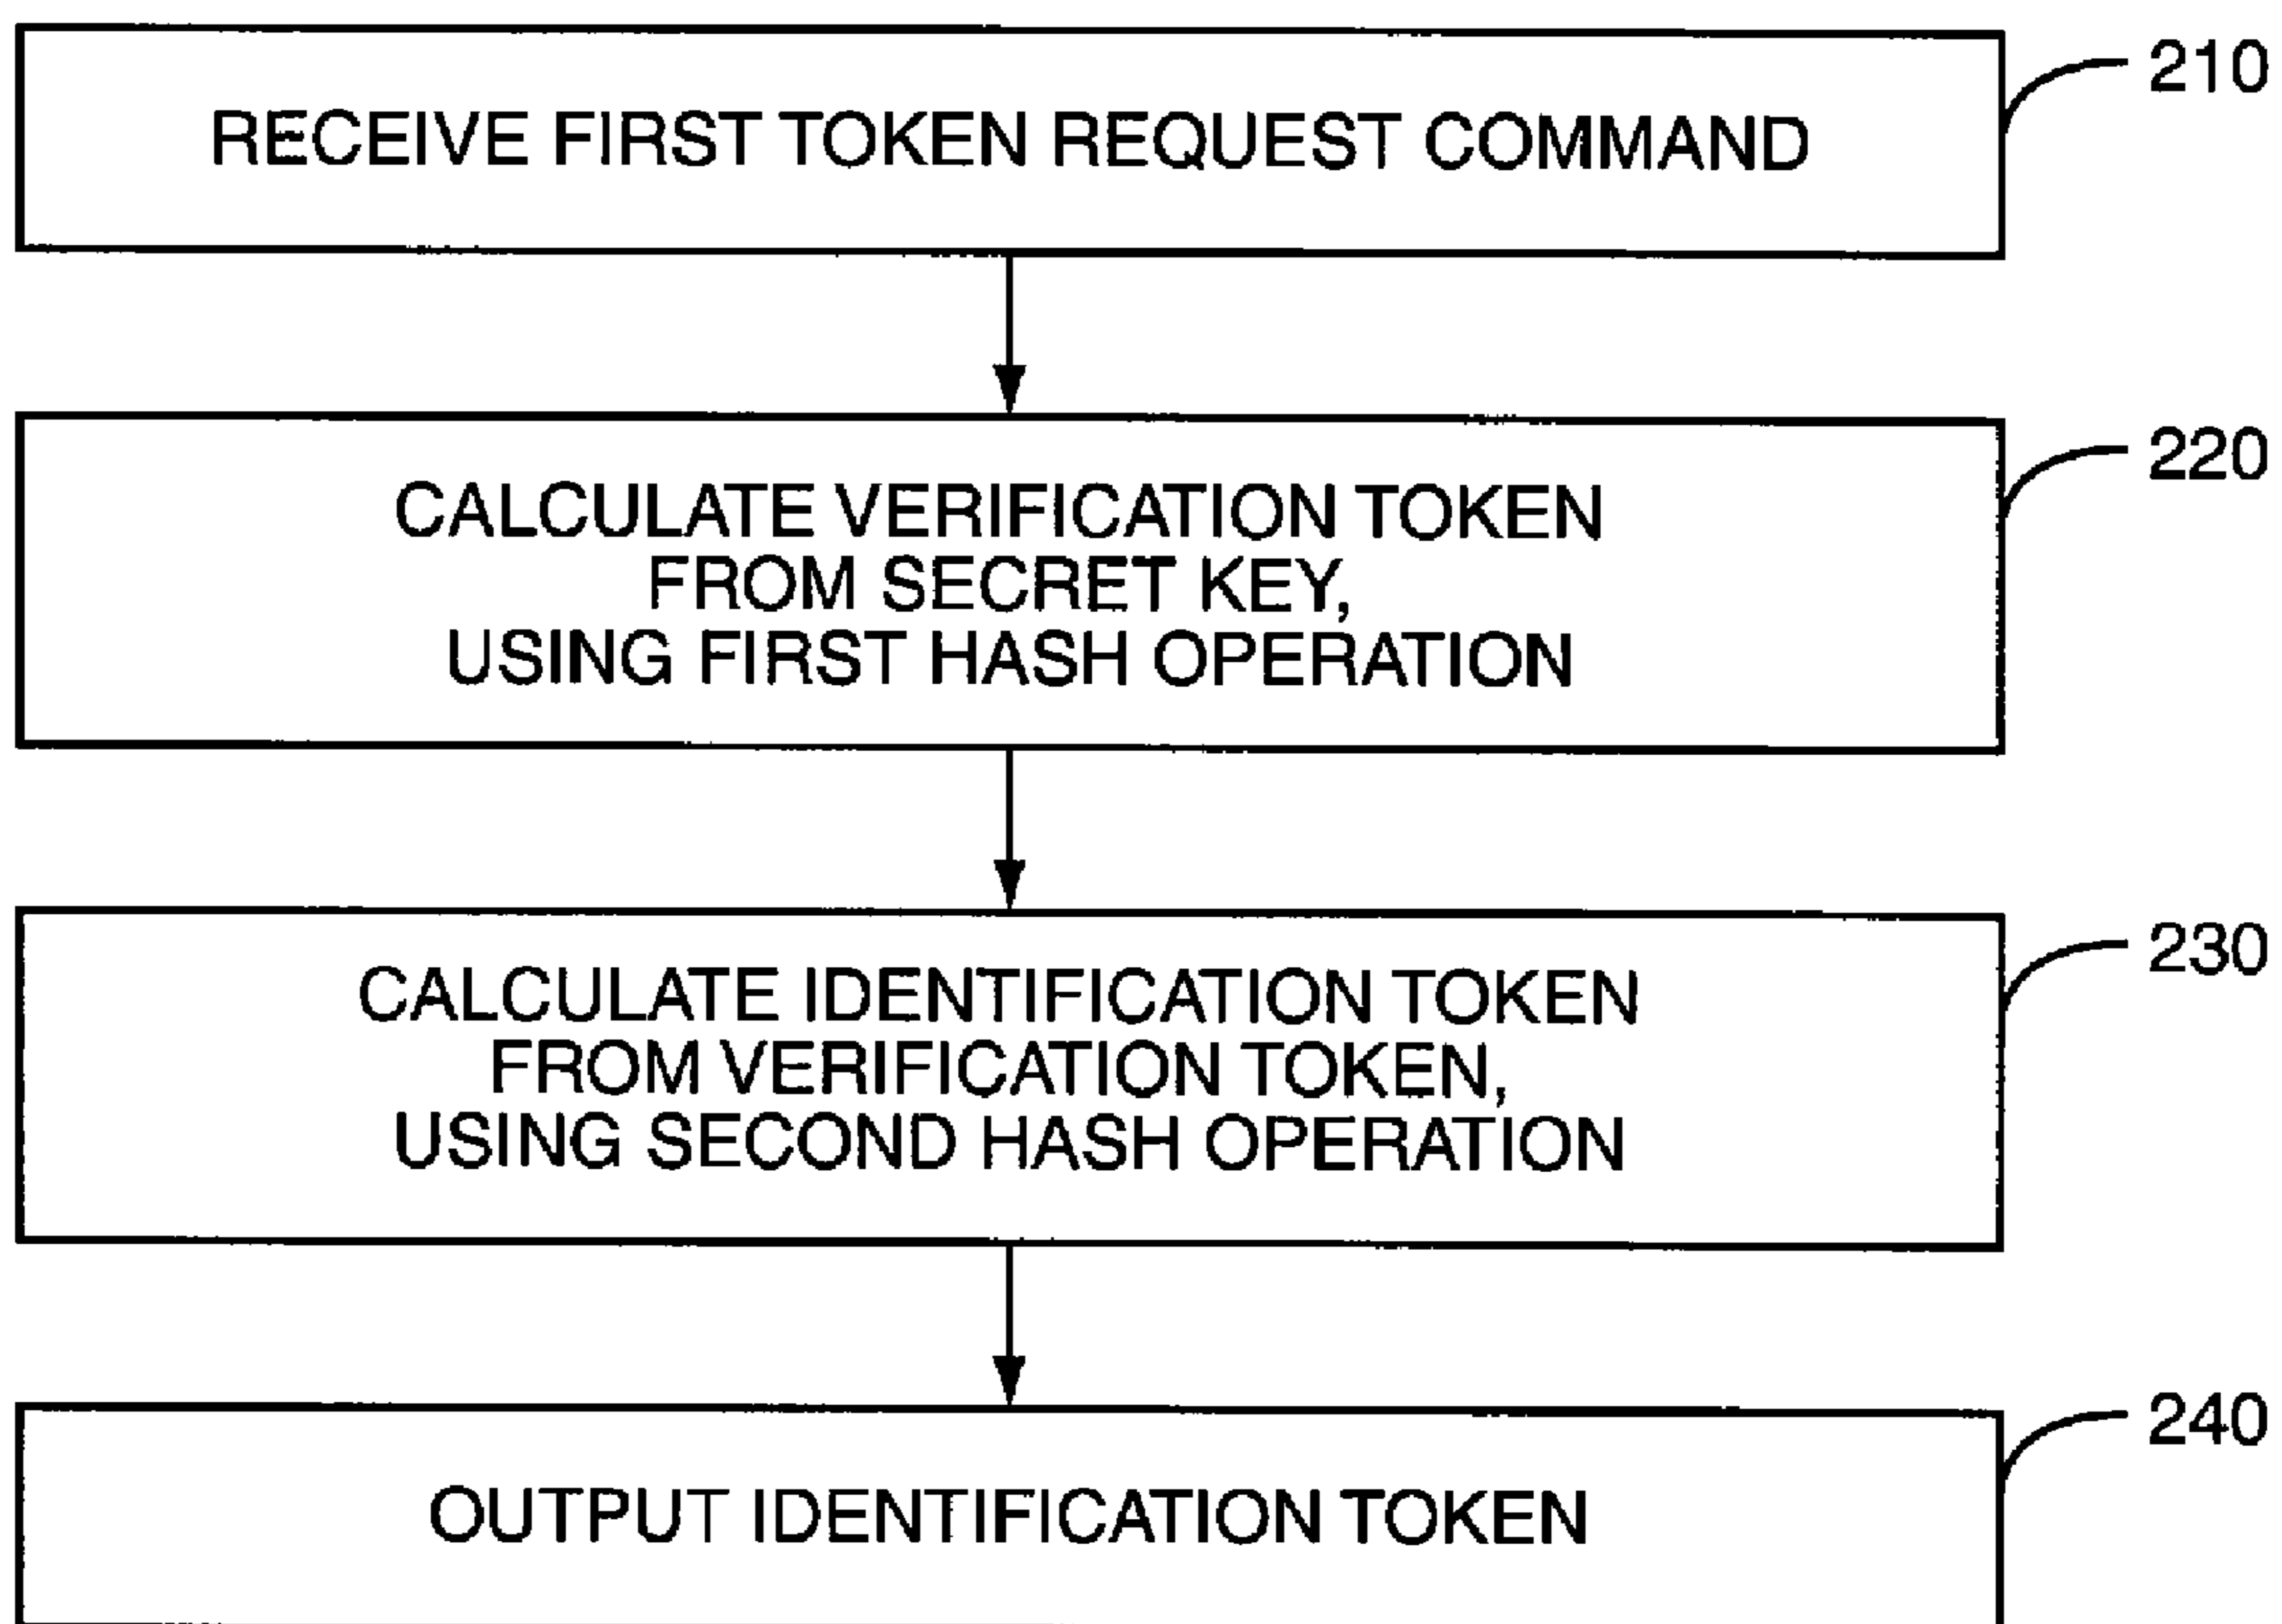 RECEIVE FIRST TOKEN REQUEST COMMAND
210
CALCULATE VERIFICATION TOKEN
FROM SECRET KEY,
USING FIRST HASH OPERATION
220
CALCULATE IDENTIFICATION TOKEN
FROM VERIFICATION TOKEN,
USING SECOND HASH OPERATION
230
OUTPUT IDENTIFICATION TOKEN
240